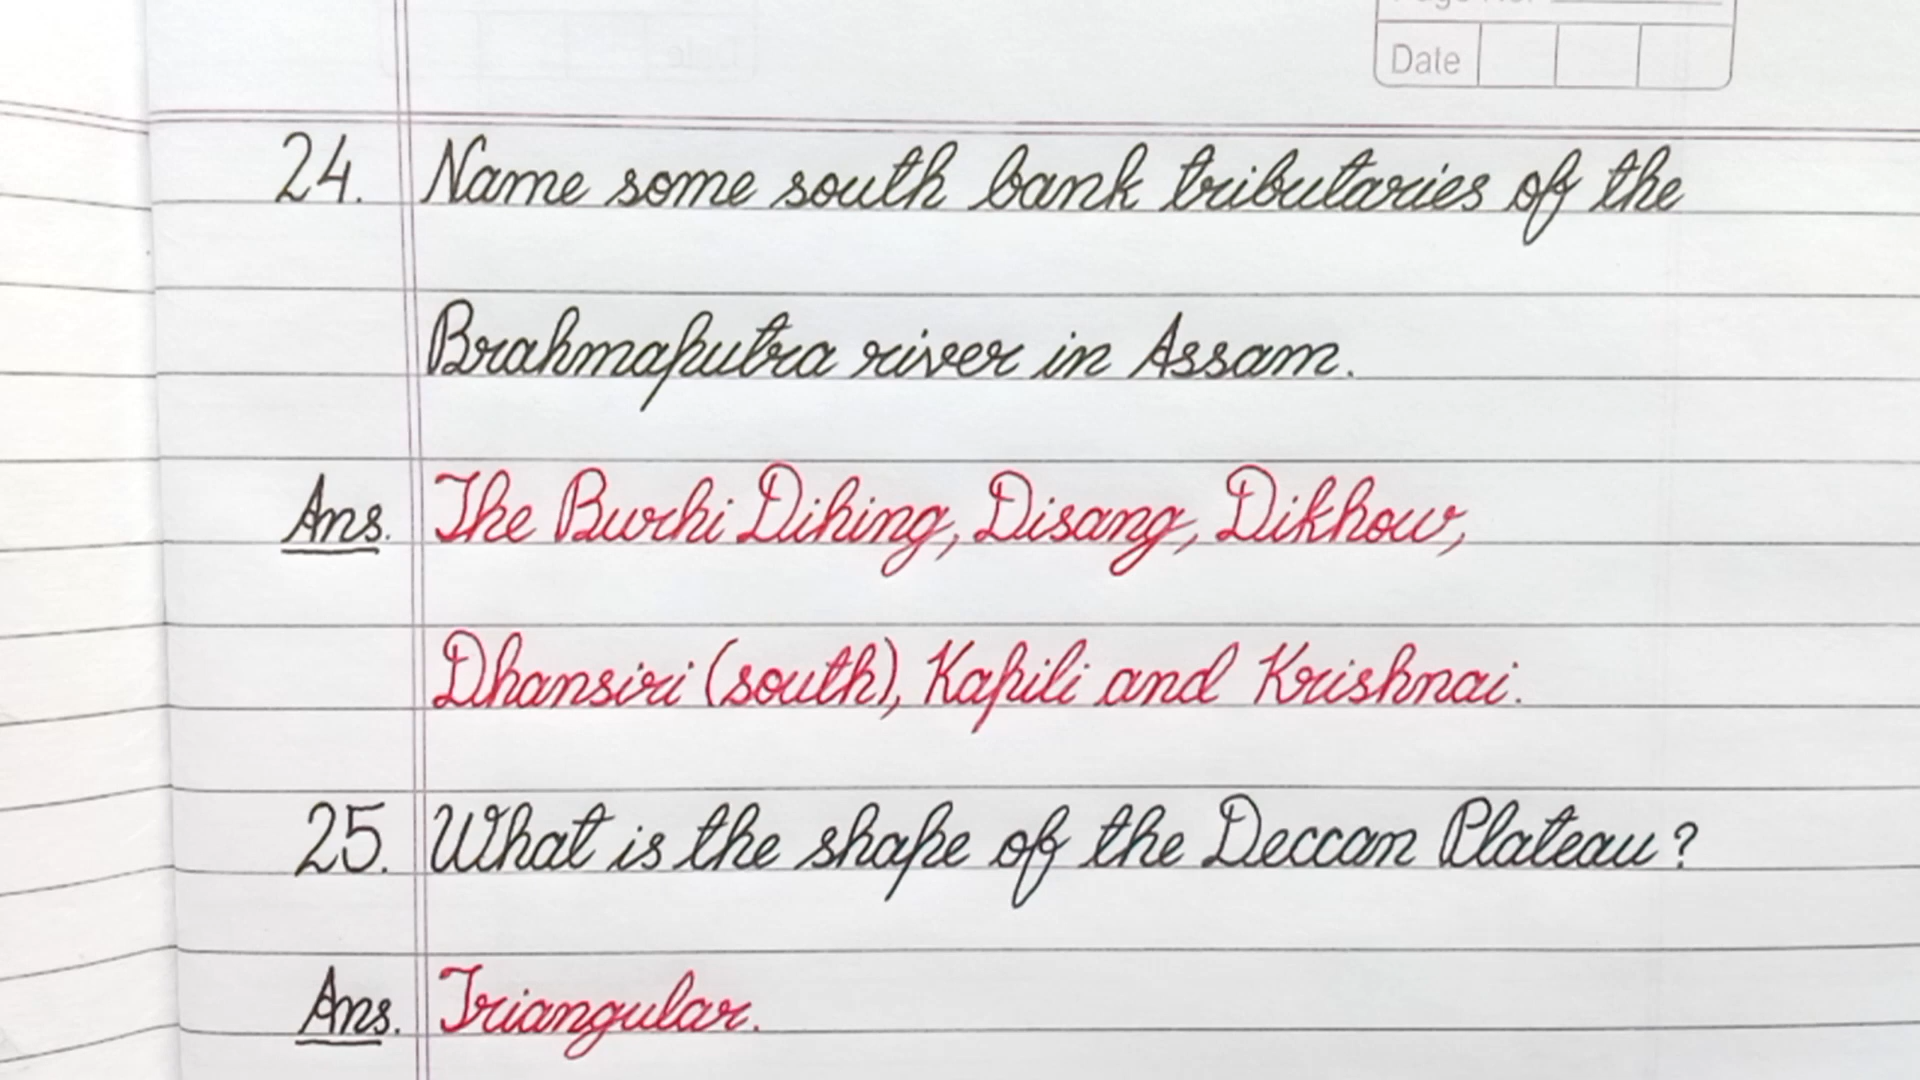 Date
24. Name some south bank tributaries of the
Brahmaputra river in Assam.
Ans. The Burhi Dihing, Disang, Dikhow,
Dhansiri (south), Kapili and Krishnai.
25. What is the shape of the Deccan Plateau?
Ans. Triangular.